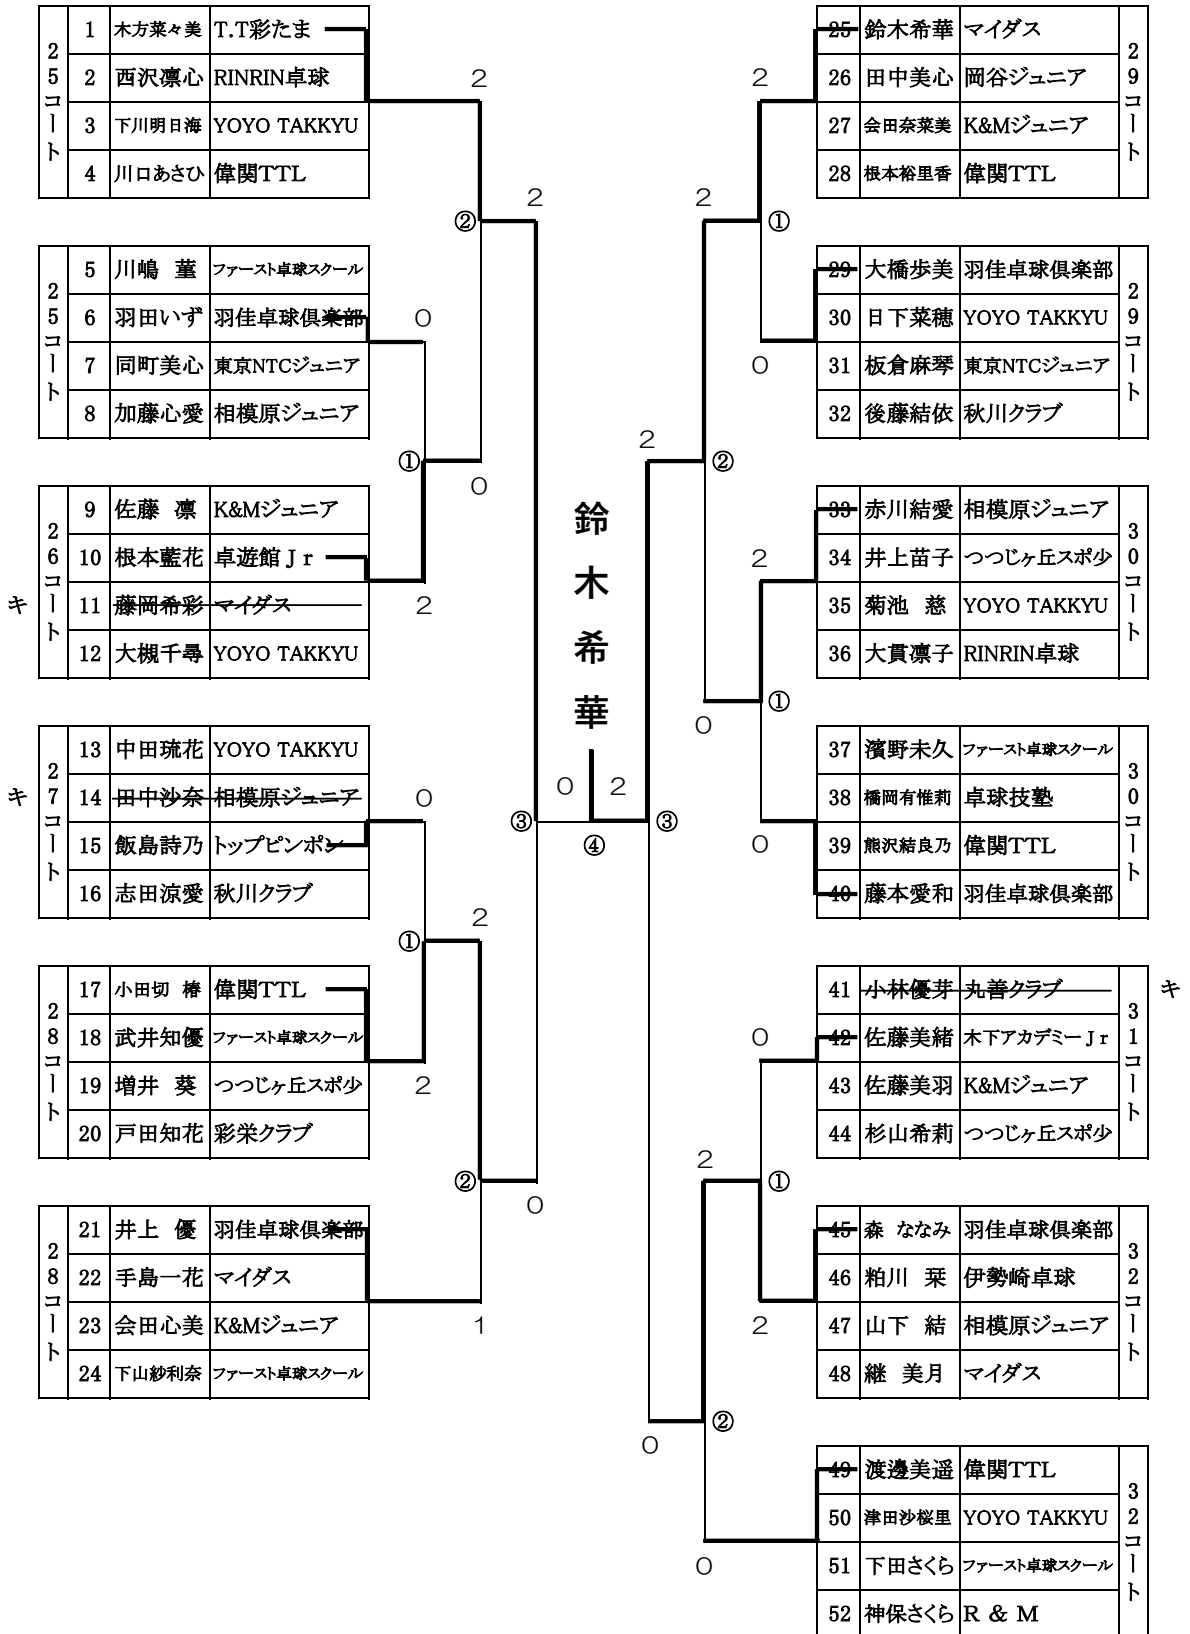 25コート
1 木方菜々美 T.T彩たま
2 西沢凛心 RINRIN卓球
3 下川明日海 YOYO TAKKYU
4 川口あさひ 偉関TTL
2
②
2
25コート
5 川嶋 菫 ファースト卓球スクール
6 羽田いず 羽佳卓球倶楽部
7 同町美心 東京NTCジュニア
8 加藤心愛 相模原ジュニア
0
①
0
26コート
9 佐藤 凛 K&Mジュニア
10 根本藍花 卓遊館Jr
キ 11 藤岡希彩 マイダス
12 大槻千尋 YOYO TAKKYU
2
27コート
13 中田琉花 YOYO TAKKYU
キ 14 田中沙奈 相模原ジュニア
15 飯島詩乃 トップピンポン
16 志田涼愛 秋川クラブ
0
③
①
2
28コート
17 小田切 椿 偉関TTL
18 武井知優 ファースト卓球スクール
19 増井 葵 つつじヶ丘スポ少
20 戸田知花 彩栄クラブ
2
②
0
28コート
21 井上 優 羽佳卓球倶楽部
22 手島一花 マイダス
23 会田心美 K&Mジュニア
24 下山紗利奈 ファースト卓球スクール
1
鈴木希華
0 2
④
25 鈴木希華 マイダス
26 田中美心 岡谷ジュニア
27 会田奈菜美 K&Mジュニア
28 根本裕里香 偉関TTL
29コート
2
2
①
29 大橋歩美 羽佳卓球倶楽部
30 日下菜穂 YOYO TAKKYU
31 板倉麻琴 東京NTCジュニア
32 後藤結依 秋川クラブ
29コート
0
2
②
33 赤川結愛 相模原ジュニア
34 井上苗子 つつじヶ丘スポ少
35 菊池 慈 YOYO TAKKYU
36 大貫凛子 RINRIN卓球
30コート
2
①
0
37 濱野未久 ファースト卓球スクール
38 橋岡有惟莉 卓球技塾
39 熊沢結良乃 偉関TTL
40 藤本愛和 羽佳卓球倶楽部
30コート
③
0
41 小林優芽 丸善クラブ キ
42 佐藤美緒 木下アカデミーJr
43 佐藤美羽 K&Mジュニア
44 杉山希莉 つつじヶ丘スポ少
31コート
0
2
①
45 森 ななみ 羽佳卓球倶楽部
46 粕川 栞 伊勢崎卓球
47 山下 結 相模原ジュニア
48 継 美月 マイダス
32コート
2
②
0
49 渡邊美遥 偉関TTL
50 津田沙桜里 YOYO TAKKYU
51 下田さくら ファースト卓球スクール
52 神保さくら R & M
32コート
0